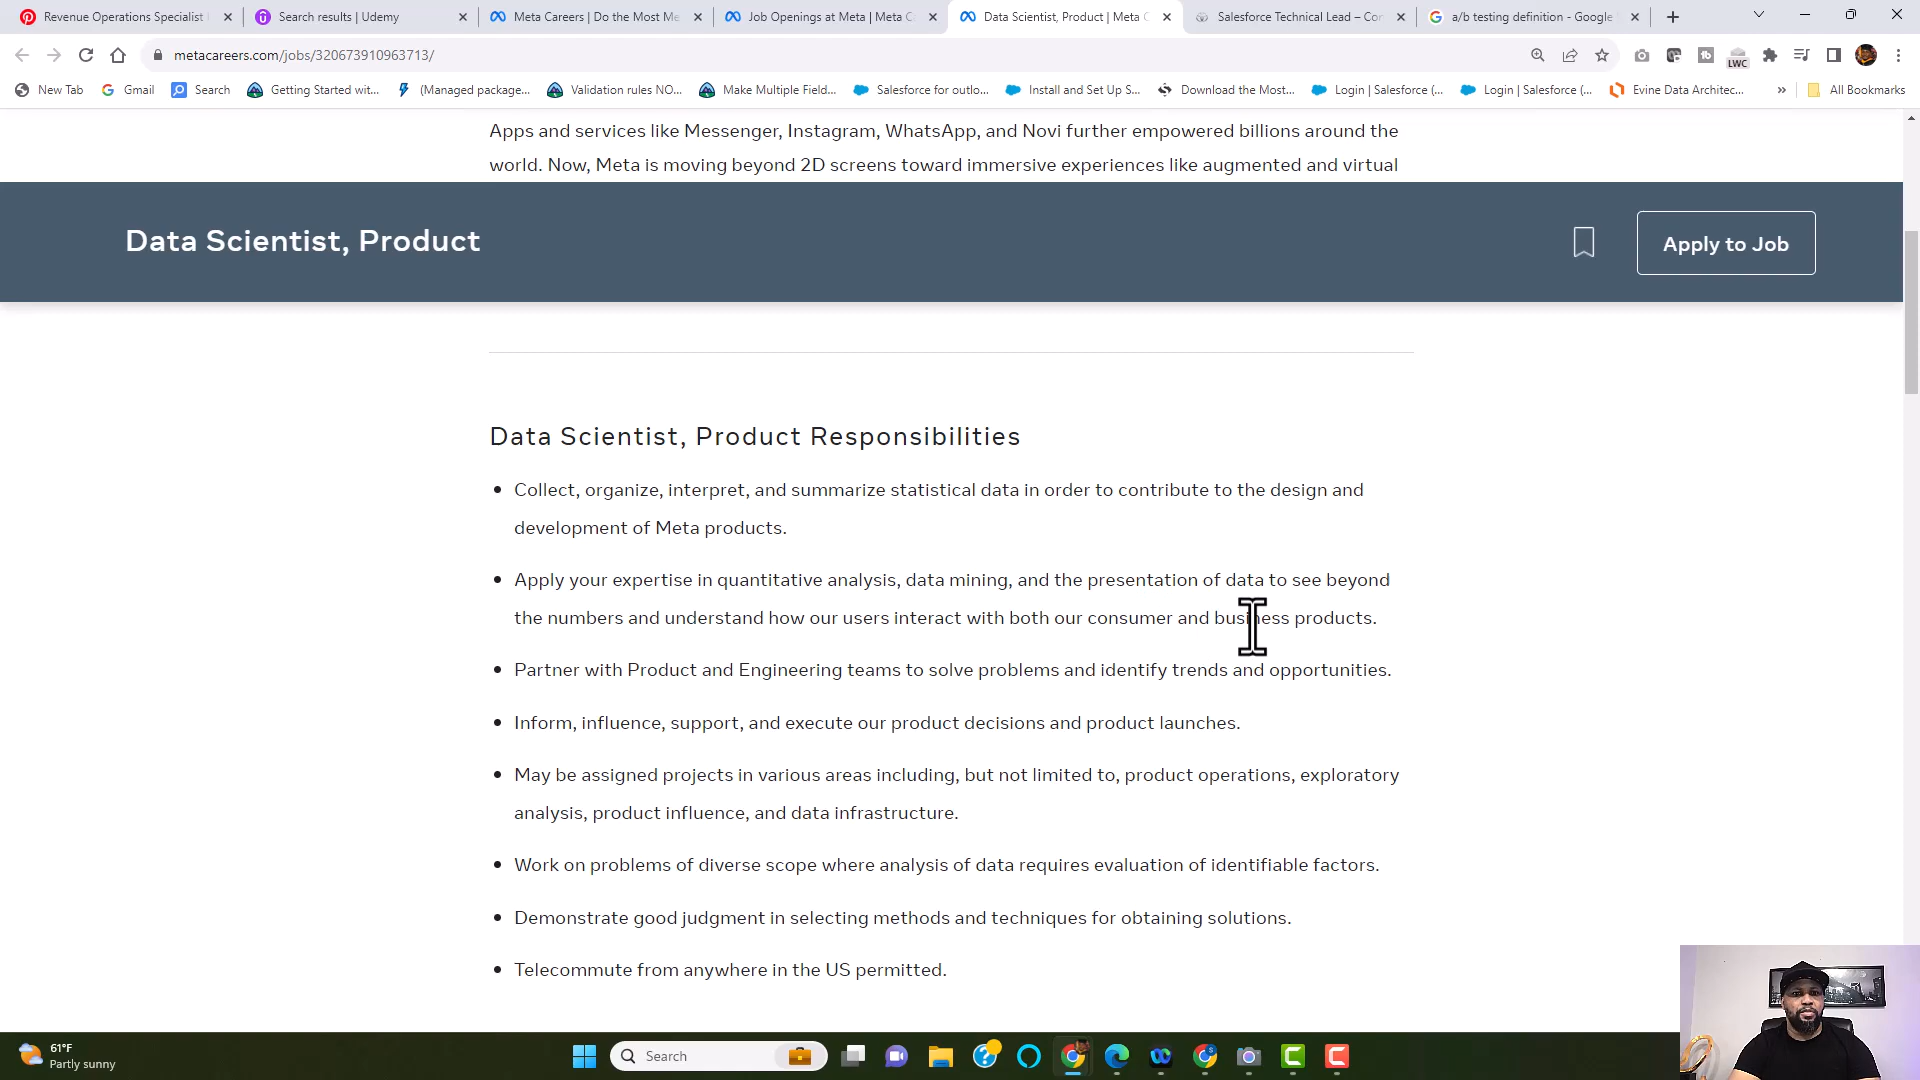 Revenue Operations Specialist
Search results | Udemy
Meta Careers | Do the Most Me
Job Openings at Meta | Meta C
Data Scientist, Product | Meta C
Salesforce Technical Lead – Cor
a/b testing definition - Google
metacareers.com/jobs/320673910963713/
New Tab
Gmail
Search
Getting Started wit...
(Managed package...
Validation rules NO...
Make Multiple Field...
Salesforce for outlo...
Install and Set Up S...
Download the Most...
Login | Salesforce (...
Login | Salesforce (...
Evine Data Architec...
»
All Bookmarks
LWC
Apps and services like Messenger, Instagram, WhatsApp, and Novi further empowered billions around the
world. Now, Meta is moving beyond 2D screens toward immersive experiences like augmented and virtual
Data Scientist, Product
Apply to Job
Data Scientist, Product Responsibilities
• Collect, organize, interpret, and summarize statistical data in order to contribute to the design and
development of Meta products.
• Apply your expertise in quantitative analysis, data mining, and the presentation of data to see beyond
the numbers and understand how our users interact with both our consumer and business products.
• Partner with Product and Engineering teams to solve problems and identify trends and opportunities.
• Inform, influence, support, and execute our product decisions and product launches.
• May be assigned projects in various areas including, but not limited to, product operations, exploratory
analysis, product influence, and data infrastructure.
• Work on problems of diverse scope where analysis of data requires evaluation of identifiable factors.
• Demonstrate good judgment in selecting methods and techniques for obtaining solutions.
• Telecommute from anywhere in the US permitted.
61°F
Partly sunny
Search